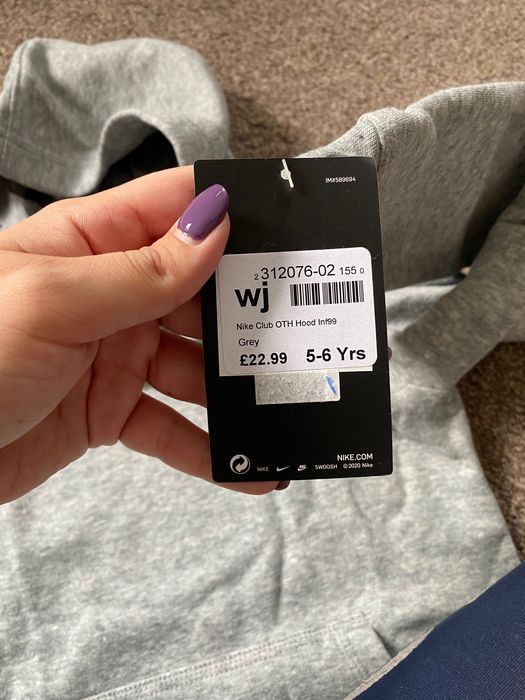 IM#589694
2 312076-02 155 0
wj
Nike Club OTH Hood Inf99
Grey
£22.99 5-6 Yrs
NIKE.COM
NIKE SWOOSH ©2020 Nike